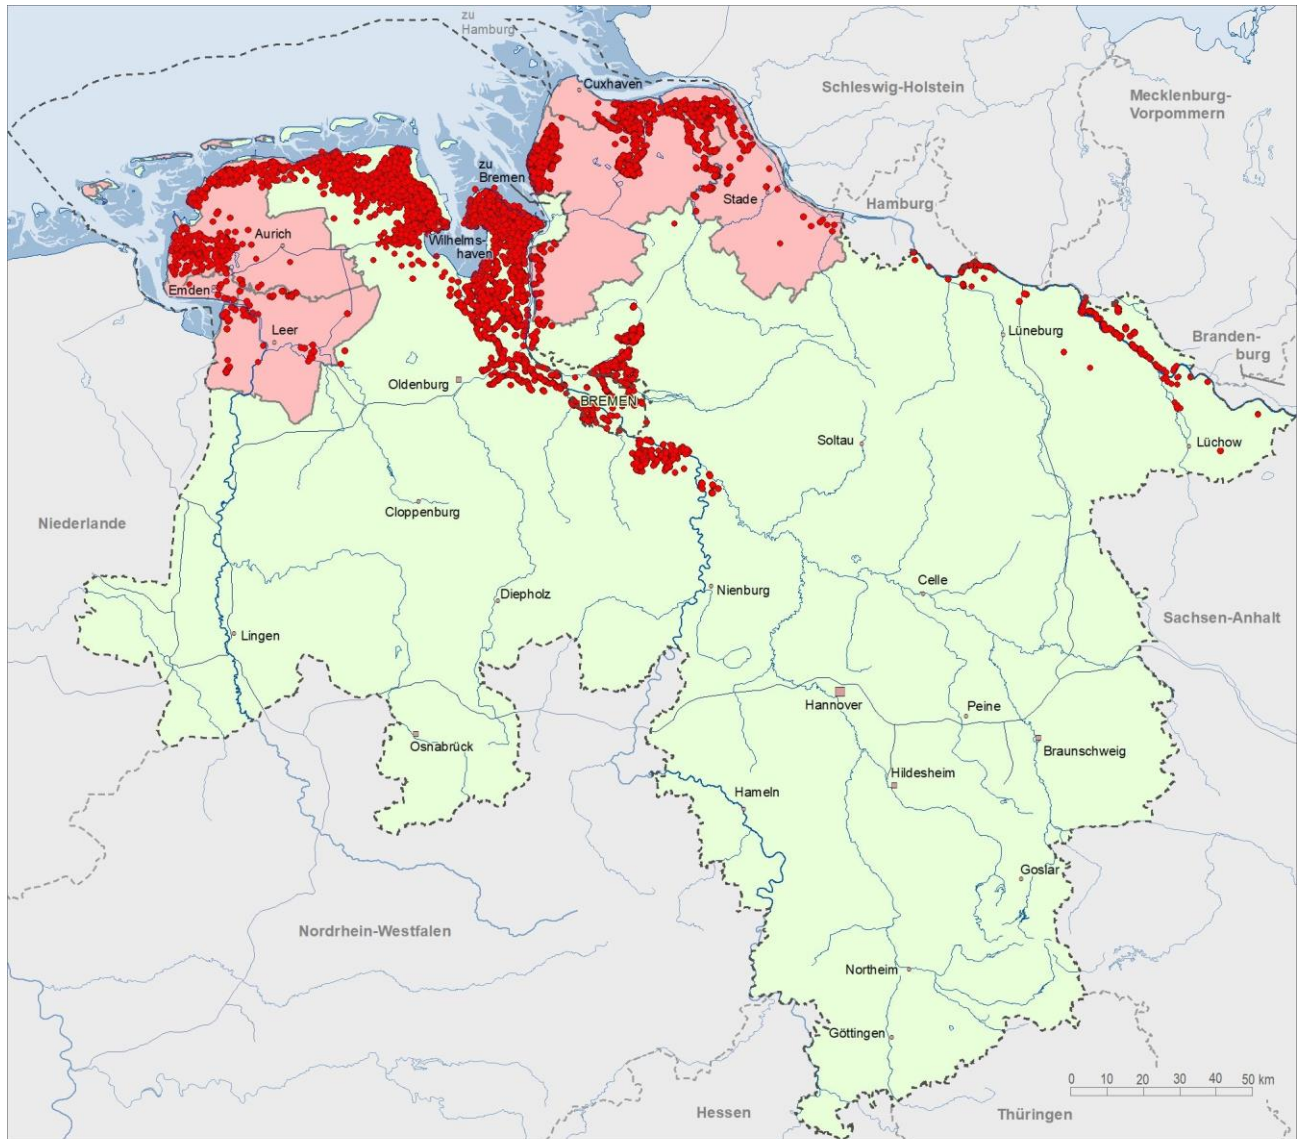 zu
Hamburg
Cuxhaven
Schleswig-Holstein
Mecklenburg-
Vorpommern
zu
Bremen
Stade
Hamburg
Aurich
Wilhelms-
haven
Emden
Leer
Lüneburg
Branden-
burg
Oldenburg
BREMEN
Soltau
Lüchow
Niederlande
Cloppenburg
Diepholz
Nienburg
Celle
Sachsen-Anhalt
Lingen
Hannover
Peine
Osnabrück
Braunschweig
Hildesheim
Hameln
Goslar
Nordrhein-Westfalen
Northeim
Göttingen
0 10 20 30 40 50 km
Hessen
Thüringen